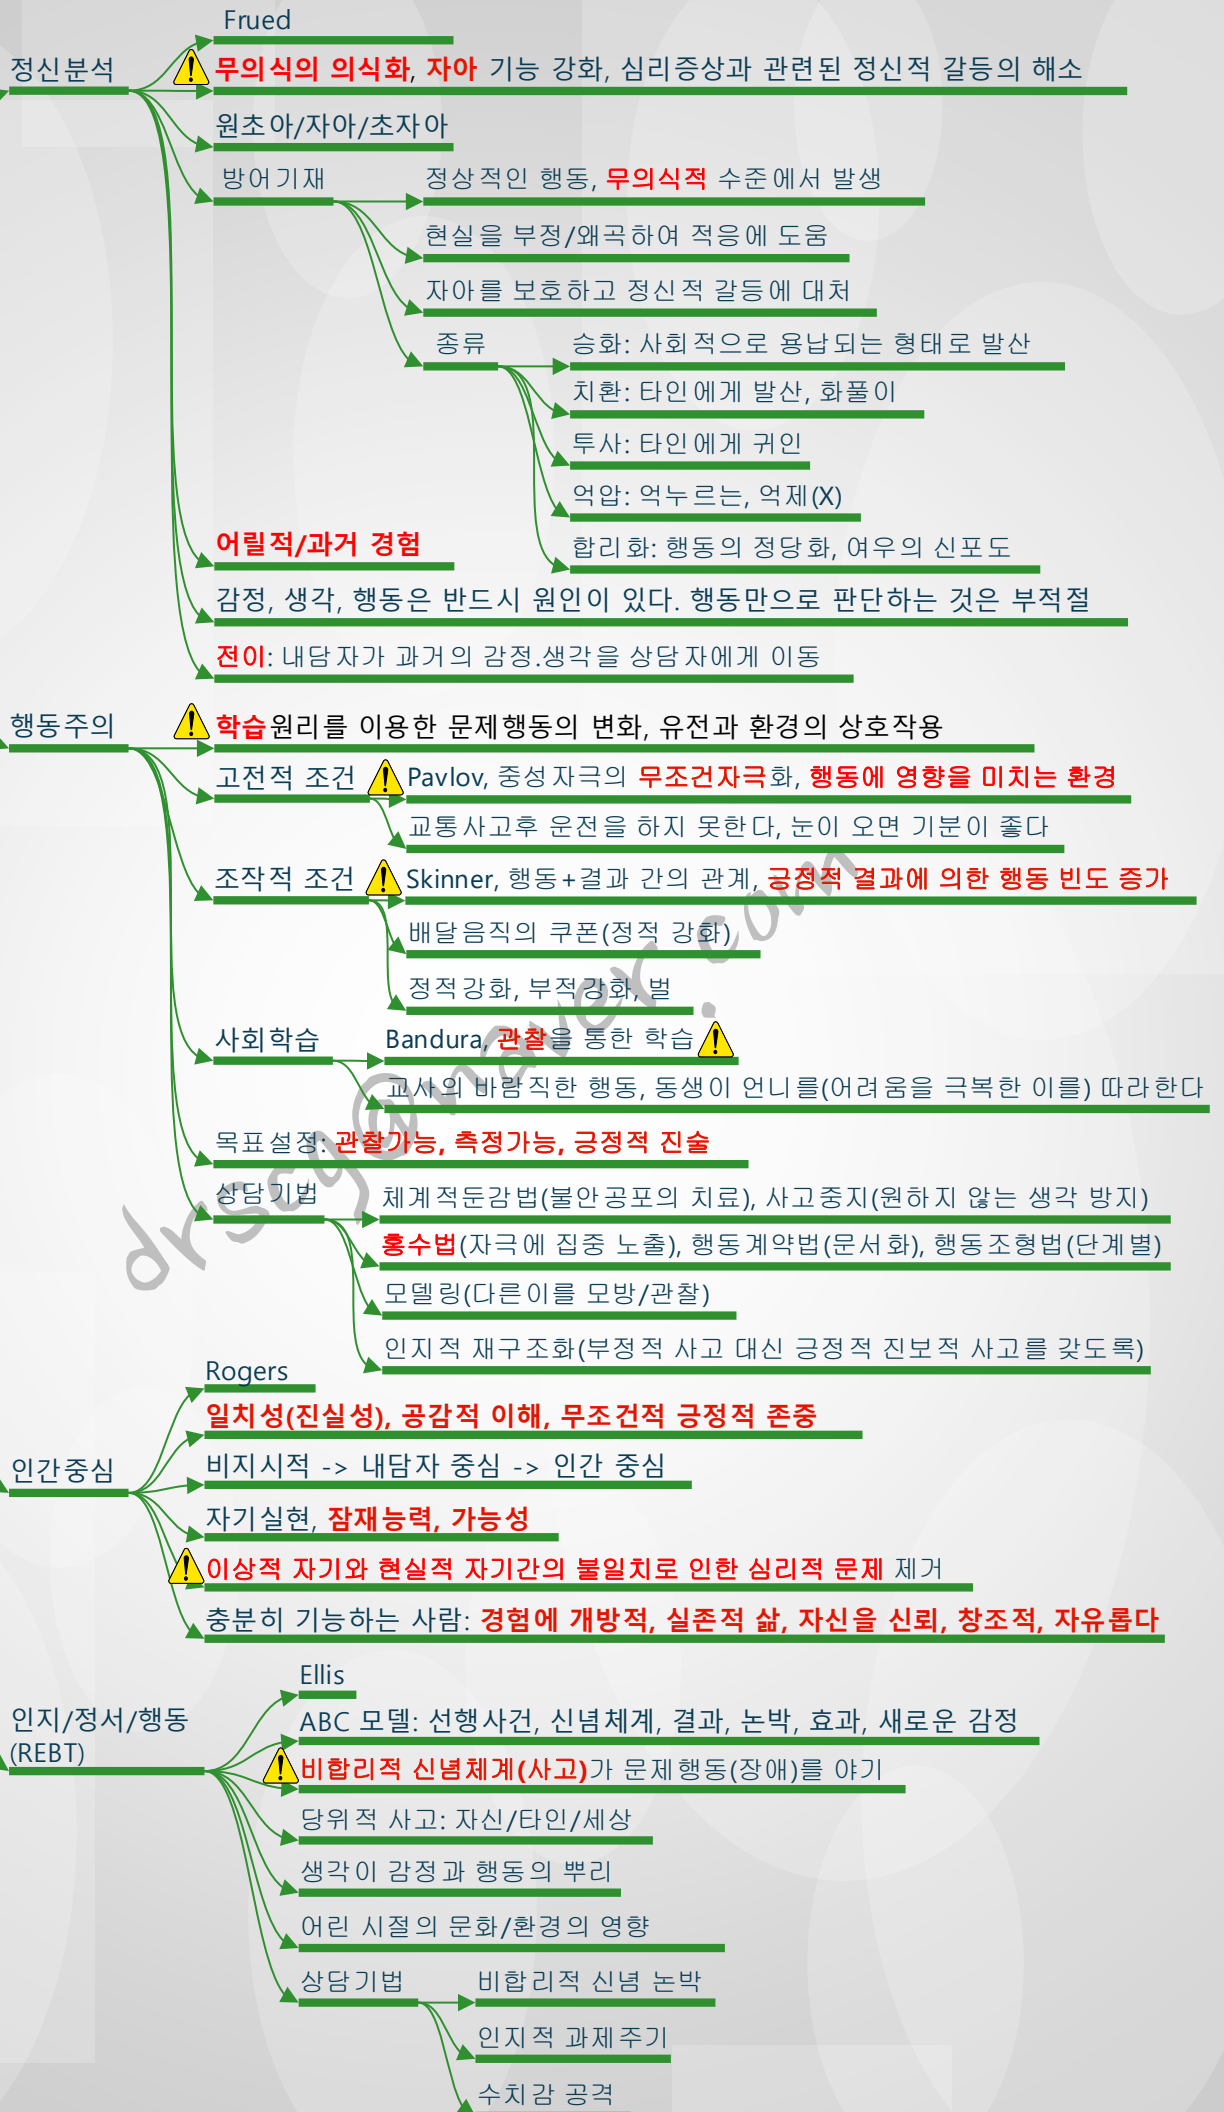 Frued
정신분석
무의식의 의식화, 자아 기능 강화, 심리증상과 관련된 정신적 갈등의 해소
원초아/자아/초자아
방어기재
정상적인 행동, 무의식적 수준에서 발생
현실을 부정/왜곡하여 적응에 도움
자아를 보호하고 정신적 갈등에 대처
종류
승화: 사회적으로 용납되는 형태로 발산
치환: 타인에게 발산, 화풀이
투사: 타인에게 귀인
억압: 억누르는, 억제(X)
합리화: 행동의 정당화, 여우의 신포도
어릴적/과거 경험
감정, 생각, 행동은 반드시 원인이 있다. 행동만으로 판단하는 것은 부적절
전이: 내담자가 과거의 감정.생각을 상담자에게 이동
행동주의
학습원리를 이용한 문제행동의 변화, 유전과 환경의 상호작용
고전적 조건
Pavlov, 중성자극의 무조건자극화, 행동에 영향을 미치는 환경
교통사고후 운전을 하지 못한다, 눈이 오면 기분이 좋다
조작적 조건
Skinner, 행동+결과 간의 관계, 긍정적 결과에 의한 행동 빈도 증가
배달음직의 쿠폰(정적 강화)
정적강화, 부적강화, 벌
사회학습
Bandura, 관찰을 통한 학습
교사의 바람직한 행동, 동생이 언니를(어려움을 극복한 이를) 따라한다
목표설정: 관찰가능, 측정가능, 긍정적 진술
상담기법
체계적둔감법(불안공포의 치료), 사고중지(원하지 않는 생각 방지)
홍수법(자극에 집중 노출), 행동계약법(문서화), 행동조형법(단계별)
모델링(다른이를 모방/관찰)
인지적 재구조화(부정적 사고 대신 긍정적 진보적 사고를 갖도록)
drscg@naver.com
인간중심
Rogers
일치성(진실성), 공감적 이해, 무조건적 긍정적 존중
비지시적 -> 내담자 중심 -> 인간 중심
자기실현, 잠재능력, 가능성
이상적 자기와 현실적 자기간의 불일치로 인한 심리적 문제 제거
충분히 기능하는 사람: 경험에 개방적, 실존적 삶, 자신을 신뢰, 창조적, 자유롭다
인지/정서/행동
(REBT)
Ellis
ABC 모델: 선행사건, 신념체계, 결과, 논박, 효과, 새로운 감정
비합리적 신념체계(사고)가 문제행동(장애)를 야기
당위적 사고: 자신/타인/세상
생각이 감정과 행동의 뿌리
어린 시절의 문화/환경의 영향
상담기법
비합리적 신념 논박
인지적 과제주기
수치감 공격